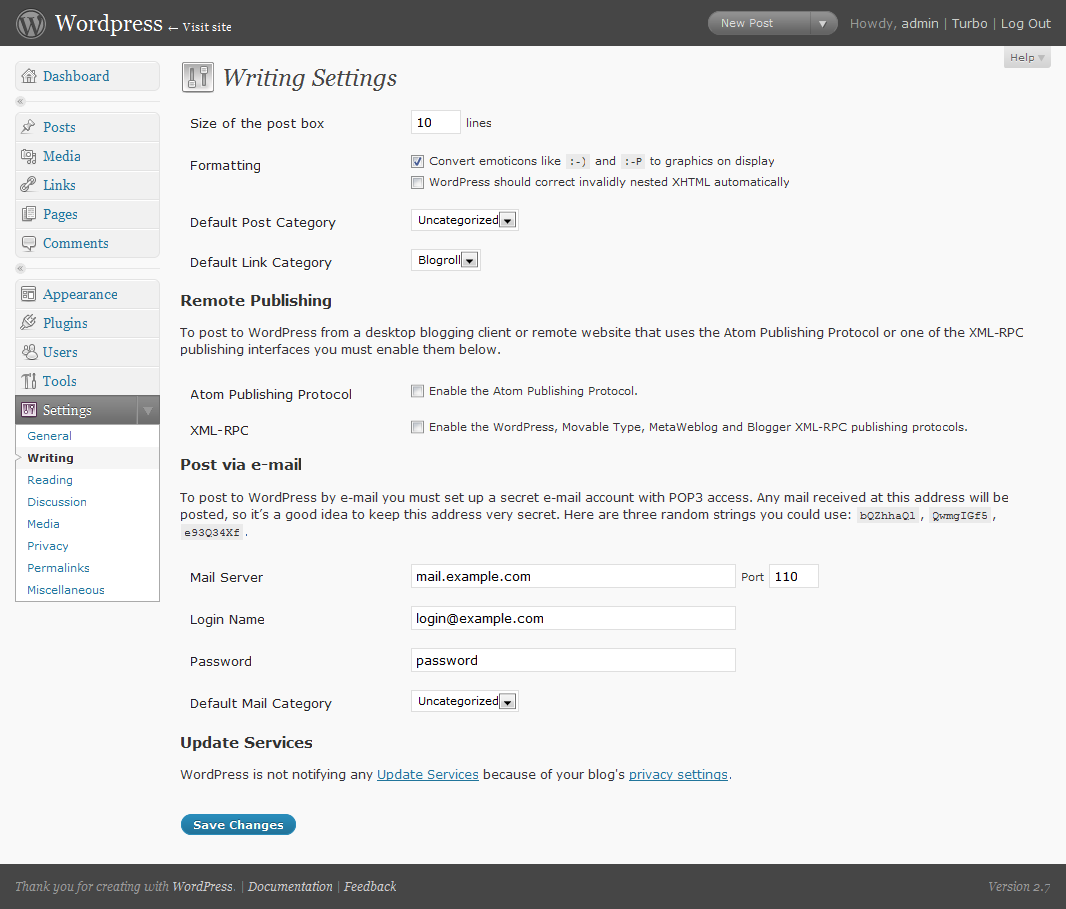 Wordpress ← Visit site
New Post
Howdy, admin | Turbo | Log Out
Help
Dashboard
Posts
Media
Links
Pages
Comments
Appearance
Plugins
Users
Tools
Settings
General
Writing
Reading
Discussion
Media
Privacy
Permalinks
Miscellaneous
Writing Settings
Size of the post box 10 lines
Formatting
Convert emoticons like :-) and :-P to graphics on display
WordPress should correct invalidly nested XHTML automatically
Default Post Category Uncategorized
Default Link Category Blogroll
Remote Publishing
To post to WordPress from a desktop blogging client or remote website that uses the Atom Publishing Protocol or one of the XML-RPC
publishing interfaces you must enable them below.
Atom Publishing Protocol Enable the Atom Publishing Protocol.
XML-RPC Enable the WordPress, Movable Type, MetaWeblog and Blogger XML-RPC publishing protocols.
Post via e-mail
To post to WordPress by e-mail you must set up a secret e-mail account with POP3 access. Any mail received at this address will be
posted, so it’s a good idea to keep this address very secret. Here are three random strings you could use: bQZhhaQl, QwmgIGf5,
e93Q34Xf.
Mail Server mail.example.com Port 110
Login Name login@example.com
Password password
Default Mail Category Uncategorized
Update Services
WordPress is not notifying any Update Services because of your blog's privacy settings.
Save Changes
Thank you for creating with WordPress. | Documentation | Feedback
Version 2.7